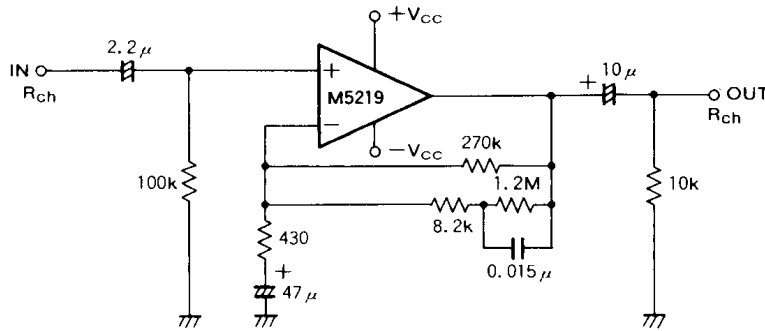 +VCC
2.2μ
IN
Rch
+
M5219
−
10μ
+
OUT
Rch
−VCC
270k
1.2M
100k
8.2k
10k
430
0.015μ
+
47μ